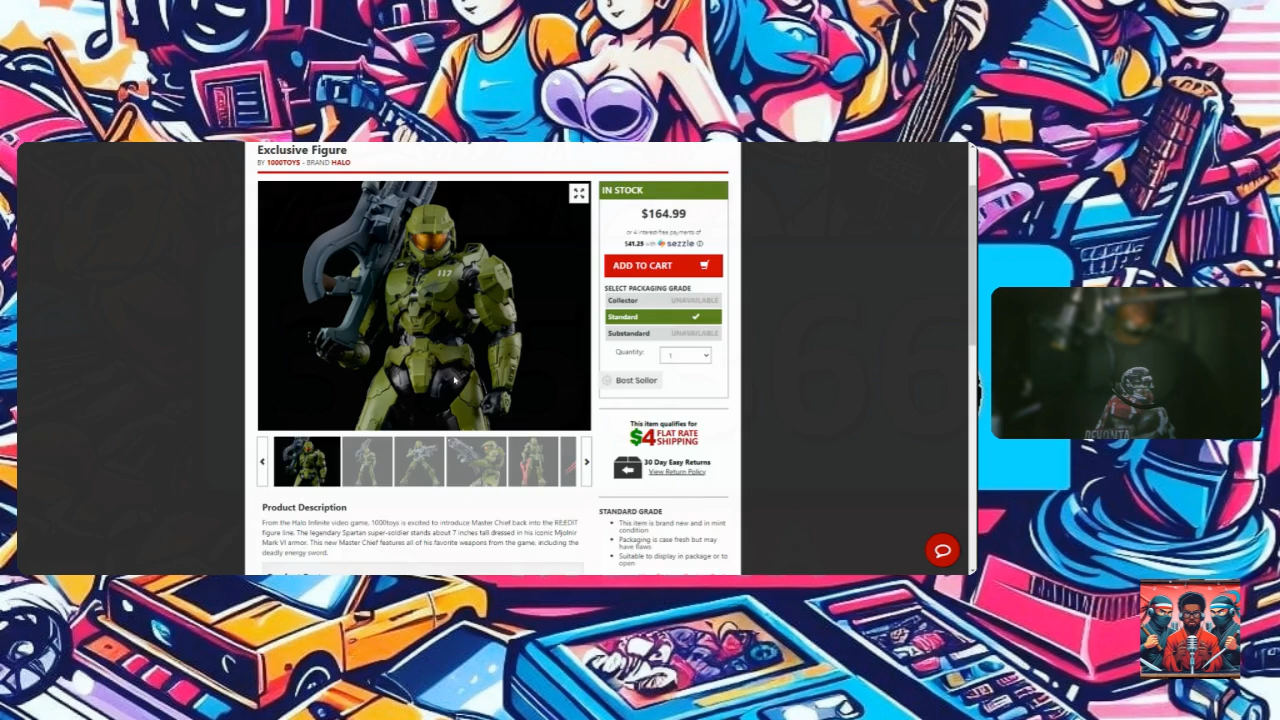 Exclusive Figure
BY 1000TOYS - BRAND HALO
117
IN STOCK
$164.99
or 4 interest-free payments of
$41.25 with sezzle
ADD TO CART
SELECT PACKAGING GRADE
Collector UNAVAILABLE
Standard
Substandard UNAVAILABLE
Quantity: 1
Best Seller
This item qualifies for
$4 FLAT RATE
SHIPPING
30 Day Easy Returns
View Return Policy
Product Description
From the Halo Infinite video game, 1000toys is excited to introduce Master Chief back into the RE:EDIT
figure line. The legendary Spartan super-soldier stands about 7 inches tall dressed in his iconic Mjolnir
Mark VI armor. This new Master Chief features all of his favorite weapons from the game, including the
deadly energy sword.
STANDARD GRADE
This item is brand new and in mint
condition
Packaging is case fresh but may
have flaws
Suitable to display in package or to
open
DEVONTA